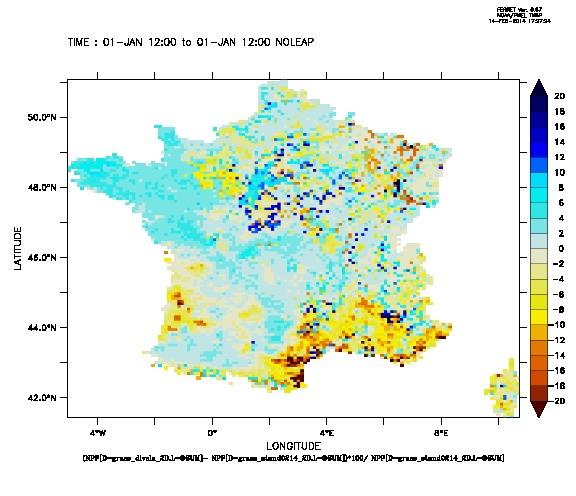 FERRET Ver. 6.67
NOAA/PMEL TMAP
14-FEB-2014 17:37:34
TIME : 01-JAN 12:00 to 01-JAN 12:00 NOLEAP
50.0°N
48.0°N
46.0°N
44.0°N
42.0°N
LATITUDE
4°W 0° 4°E 8°E
LONGITUDE
20
18
16
14
12
10
8
6
4
2
0
-2
-4
-6
-8
-10
-12
-14
-16
-18
-20